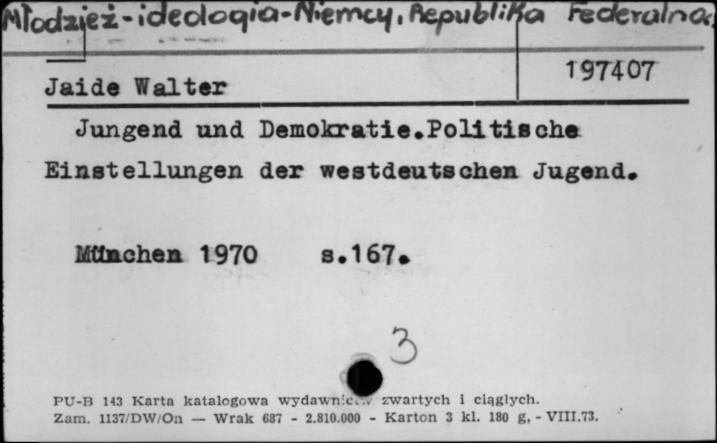 Młodzież-ideologia-Niemcy, Republika Federalna.
197407
Jaide Walter
Jungend und Demokratie.Politische
Einstellungen der westdeutschen Jugend.
München 1970 s.167.
3
PU-B 143 Karta katalogowa zwartych i ciągłych.
Zam. 1137/DW/On — Wrak 687 - 2.810.000 - Karton 3 kl. 180 g, - VIII.73.